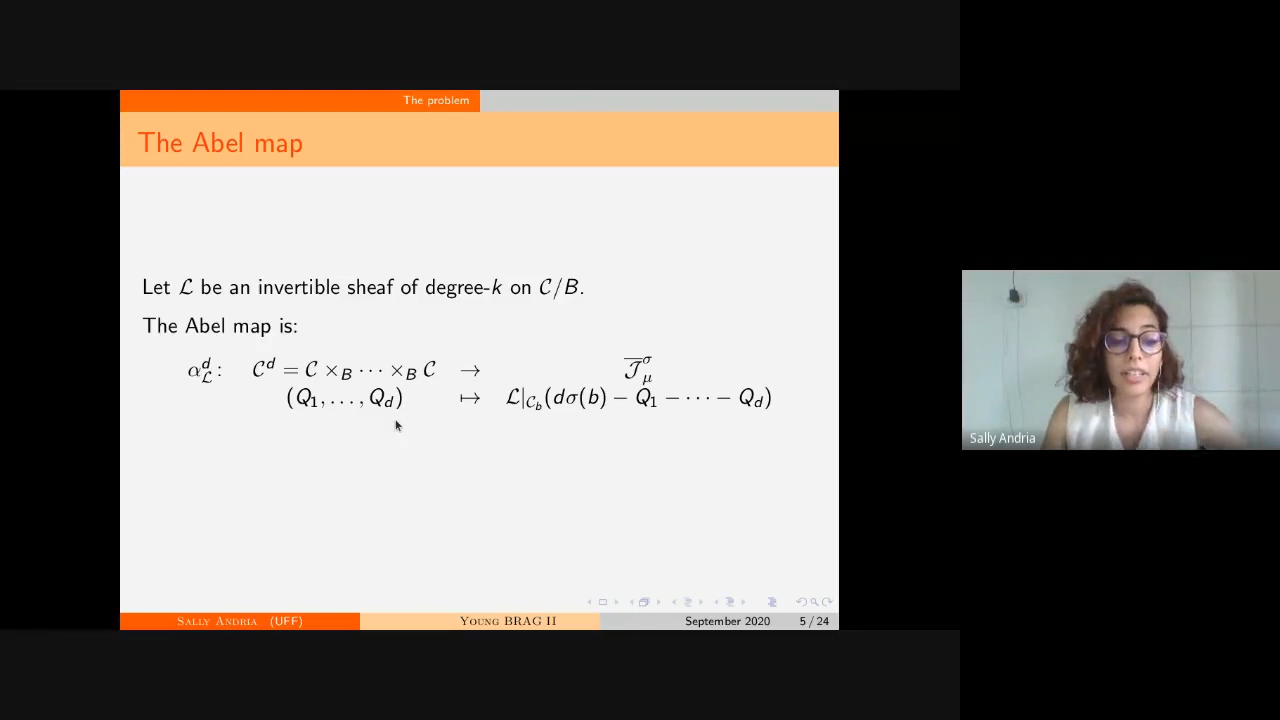 The problem
The Abel map
Let ℒ be an invertible sheaf of degree-k on 𝒞/B.
The Abel map is:
α_ℒ^d : 𝒞^d = 𝒞 ×_B ··· ×_B 𝒞 → \overline{𝒥}_μ^σ
(Q_1, ..., Q_d) ↦ ℒ|_{𝒞_b}(dσ(b) − Q_1 − ··· − Q_d)
Sally Andria (UFF) Young BRAG II September 2020 5 / 24
Sally Andria